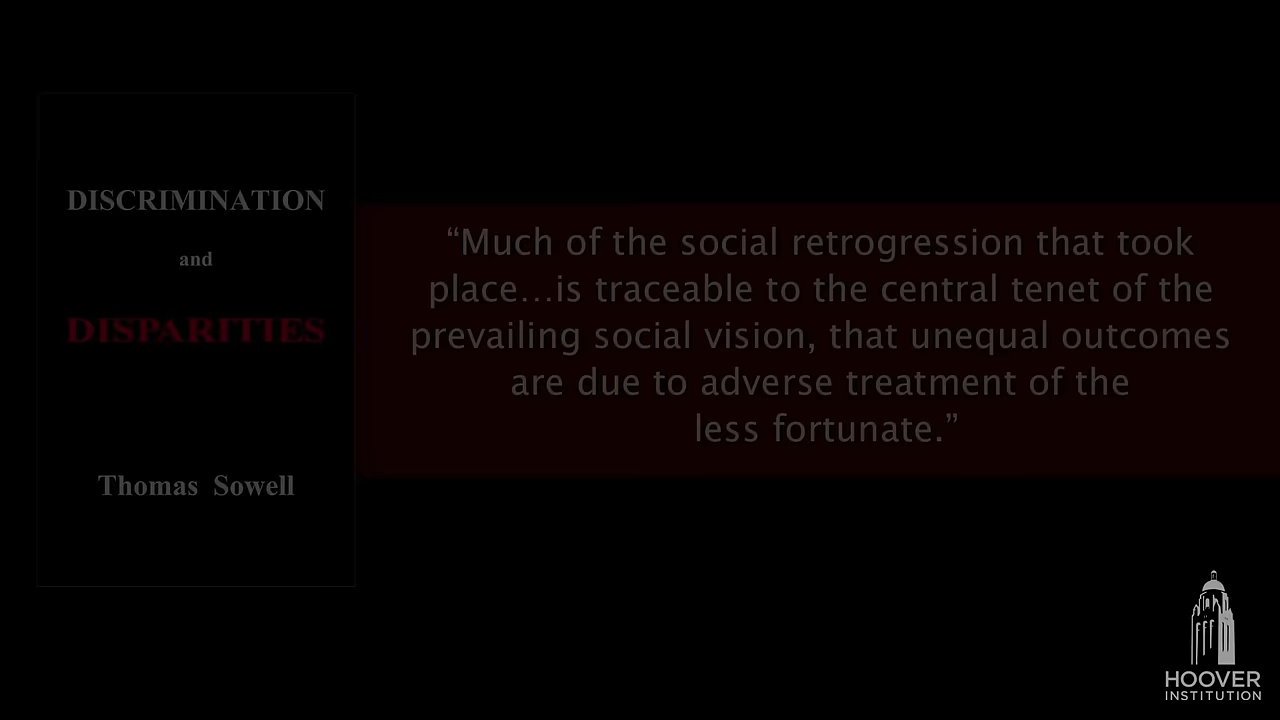 DISCRIMINATION
and
DISPARITIES
Thomas Sowell
“Much of the social retrogression that took
place…is traceable to the central tenet of the
prevailing social vision, that unequal outcomes
are due to adverse treatment of the
less fortunate.”
HOOVER
INSTITUTION